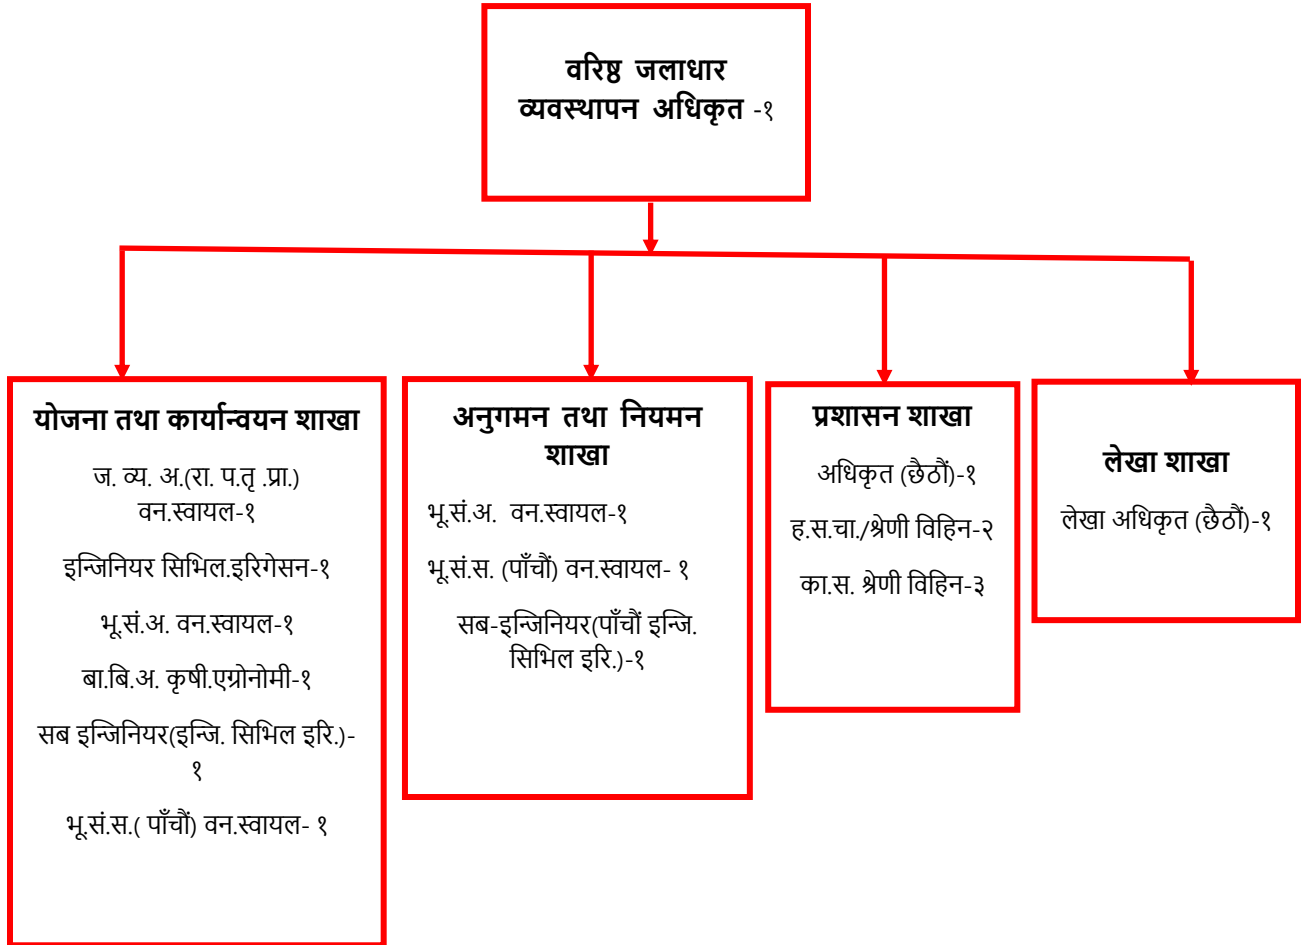 वरिष्ठ जलाधार
व्यवस्थापन अधिकृत -१
योजना तथा कार्यान्वयन शाखा
ज. व्य. अ.(रा. प.तृ .प्रा.)
वन.स्वायल-१
इन्जिनियर सिभिल.इरिगेसन-१
भू.सं.अ. वन.स्वायल-१
बा.बि.अ. कृषी.एग्रोनोमी-१
सब इन्जिनियर(इन्जि. सिभिल इरि.)-
१
भू.सं.स.( पाँचौं) वन.स्वायल- १
अनुगमन तथा नियमन
शाखा
भू.सं.अ. वन.स्वायल-१
भू.सं.स. (पाँचौं) वन.स्वायल- १
सब-इन्जिनियर(पाँचौं इन्जि.
सिभिल इरि.)-१
प्रशासन शाखा
अधिकृत (छैठौं)-१
ह.स.चा./श्रेणी विहिन-२
का.स. श्रेणी विहिन-३
लेखा शाखा
लेखा अधिकृत (छैठौं)-१